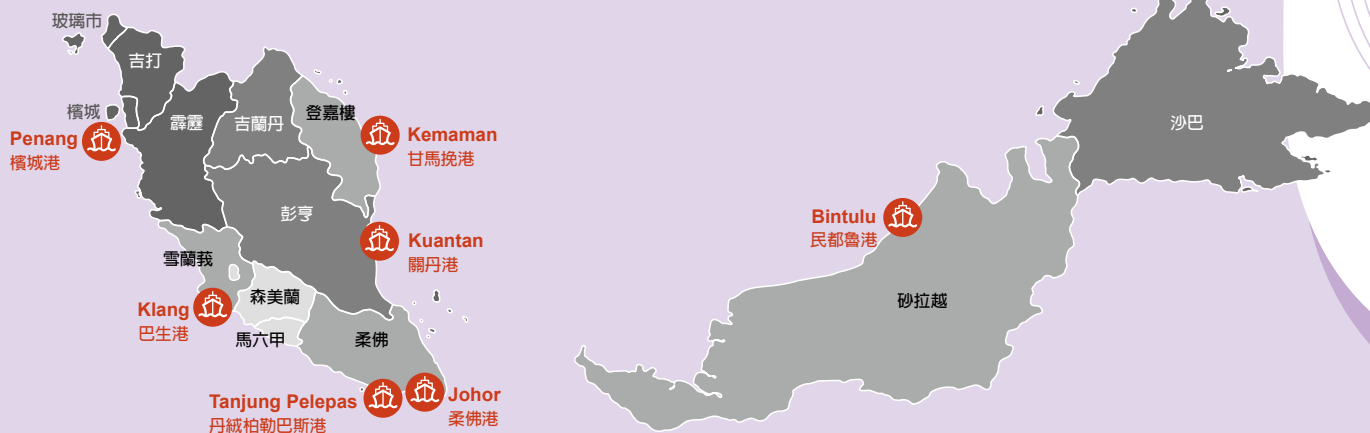 玻璃市
吉打
檳城
霹靂
吉蘭丹
登嘉樓
Penang
檳城港
Kemaman
甘馬挽港
沙巴
彭亨
Bintulu
民都魯港
Kuantan
關丹港
雪蘭莪
森美蘭
Klang
巴生港
馬六甲
柔佛
砂拉越
Tanjung Pelepas
丹絨柏勒巴斯港
Johor
柔佛港